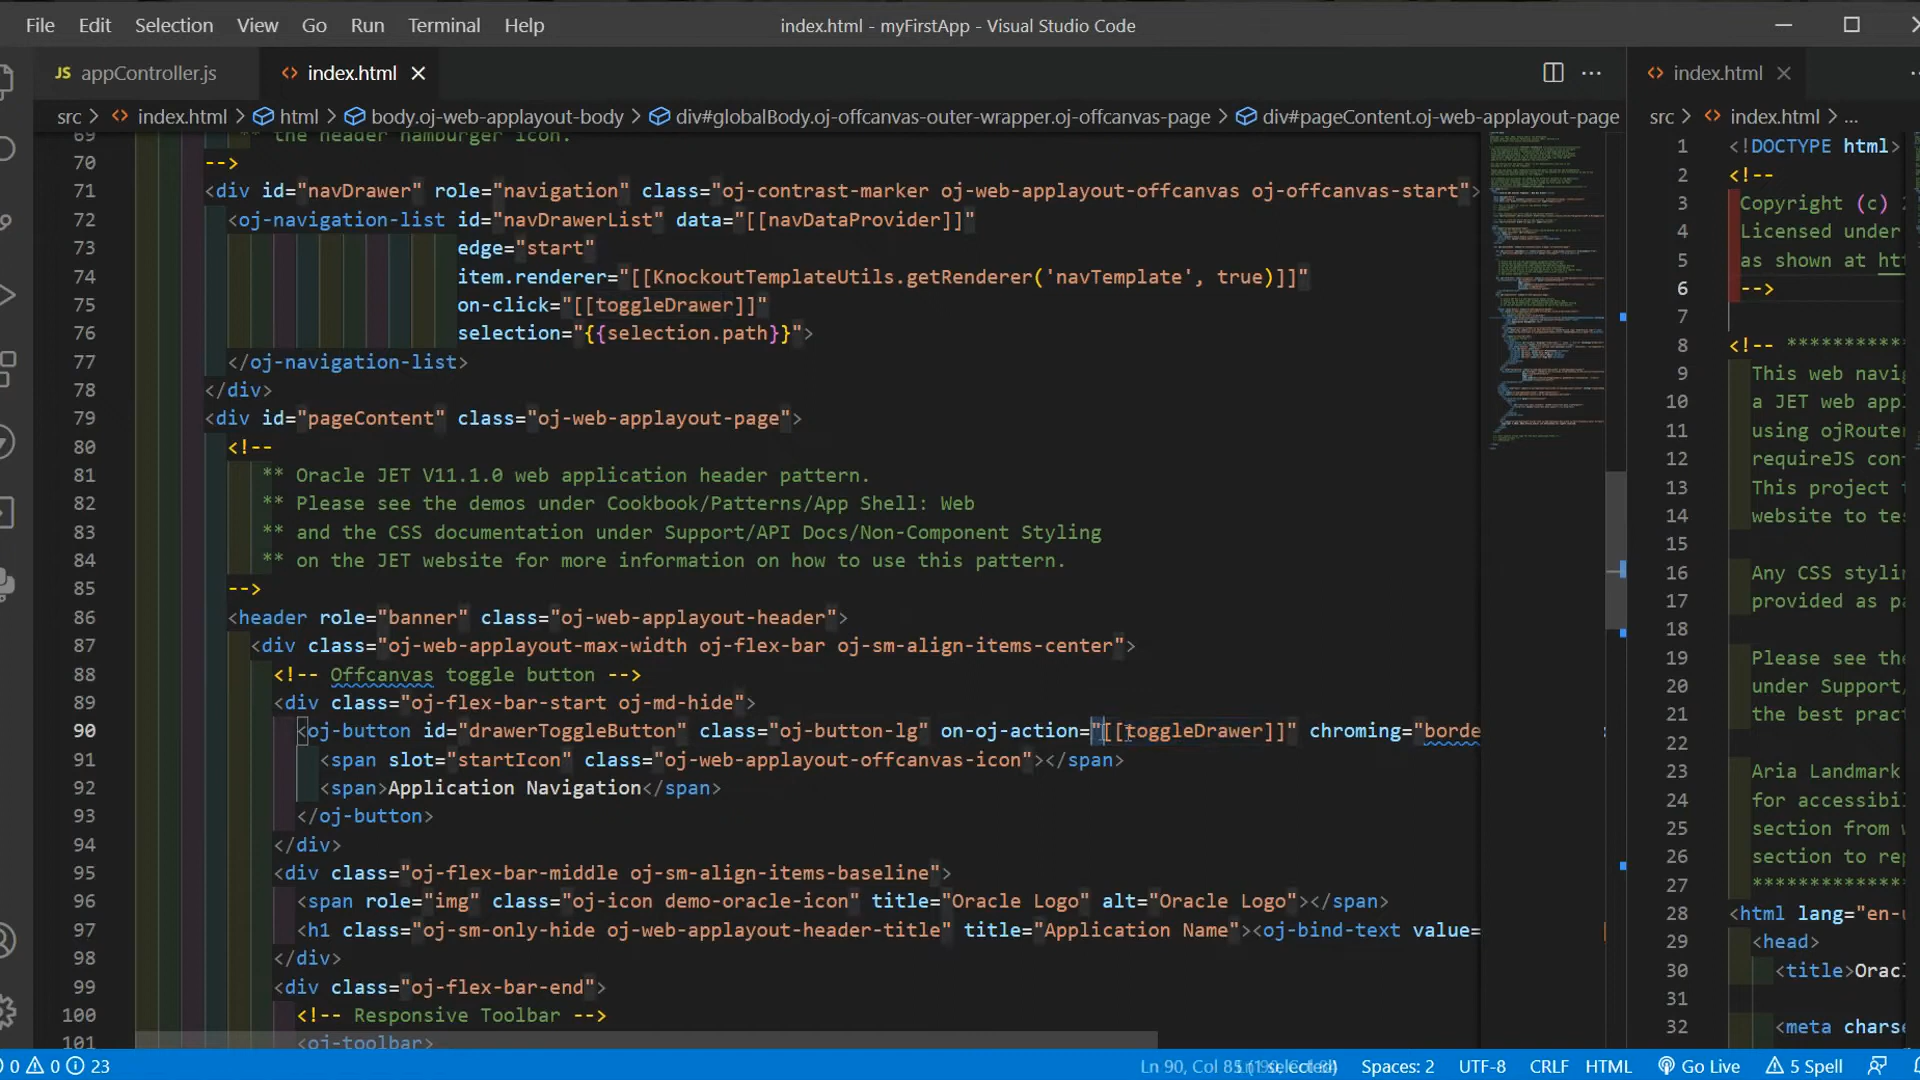 File Edit Selection View Go Run Terminal Help
index.html - myFirstApp - Visual Studio Code
JS appController.js
<> index.html
src > <> index.html > html > body.oj-web-applayout-body > div#globalBody.oj-offcanvas-outer-wrapper.oj-offcanvas-page > div#pageContent.oj-web-applayout-page
69 ** the header hamburger icon.
70 -->
71 <div id="navDrawer" role="navigation" class="oj-contrast-marker oj-web-applayout-offcanvas oj-offcanvas-start">
72 <oj-navigation-list id="navDrawerList" data="[[navDataProvider]]"
73 edge="start"
74 item.renderer="[[KnockoutTemplateUtils.getRenderer('navTemplate', true)]]"
75 on-click="[[toggleDrawer]]"
76 selection="{{selection.path}}">
77 </oj-navigation-list>
78 </div>
79 <div id="pageContent" class="oj-web-applayout-page">
80 <!--
81 ** Oracle JET V11.1.0 web application header pattern.
82 ** Please see the demos under Cookbook/Patterns/App Shell: Web
83 ** and the CSS documentation under Support/API Docs/Non-Component Styling
84 ** on the JET website for more information on how to use this pattern.
85 -->
86 <header role="banner" class="oj-web-applayout-header">
87 <div class="oj-web-applayout-max-width oj-flex-bar oj-sm-align-items-center">
88 <!-- Offcanvas toggle button -->
89 <div class="oj-flex-bar-start oj-md-hide">
90 <oj-button id="drawerToggleButton" class="oj-button-lg" on-oj-action="[[toggleDrawer]]" chroming="borde
91 <span slot="startIcon" class="oj-web-applayout-offcanvas-icon"></span>
92 <span>Application Navigation</span>
93 </oj-button>
94 </div>
95 <div class="oj-flex-bar-middle oj-sm-align-items-baseline">
96 <span role="img" class="oj-icon demo-oracle-icon" title="Oracle Logo" alt="Oracle Logo"></span>
97 <h1 class="oj-sm-only-hide oj-web-applayout-header-title" title="Application Name"><oj-bind-text value=
98 </div>
99 <div class="oj-flex-bar-end">
100 <!-- Responsive Toolbar -->
101 <oj-toolbar>
<> index.html
src > <> index.html > ...
1 <!DOCTYPE html>
2 <!--
3 Copyright (c)
4 Licensed under
5 as shown at
6 -->
7
8 <!-- ***********
9 This web navi
10 a JET web app
11 using ojRoute
12 requireJS con
13 This project
14 website to te
15
16 Any CSS stylin
17 provided as pa
18
19 Please see the
20 under Support/
21 the best pract
22
23 Aria Landmark
24 for accessibil
25 section from
26 section to rep
27 **************
28 <html lang="en-u
29 <head>
30 <title>Orac
31
32 <meta chars
0 0 23
Ln 90, Col 85
Spaces: 2 UTF-8 CRLF HTML Go Live 5 Spell